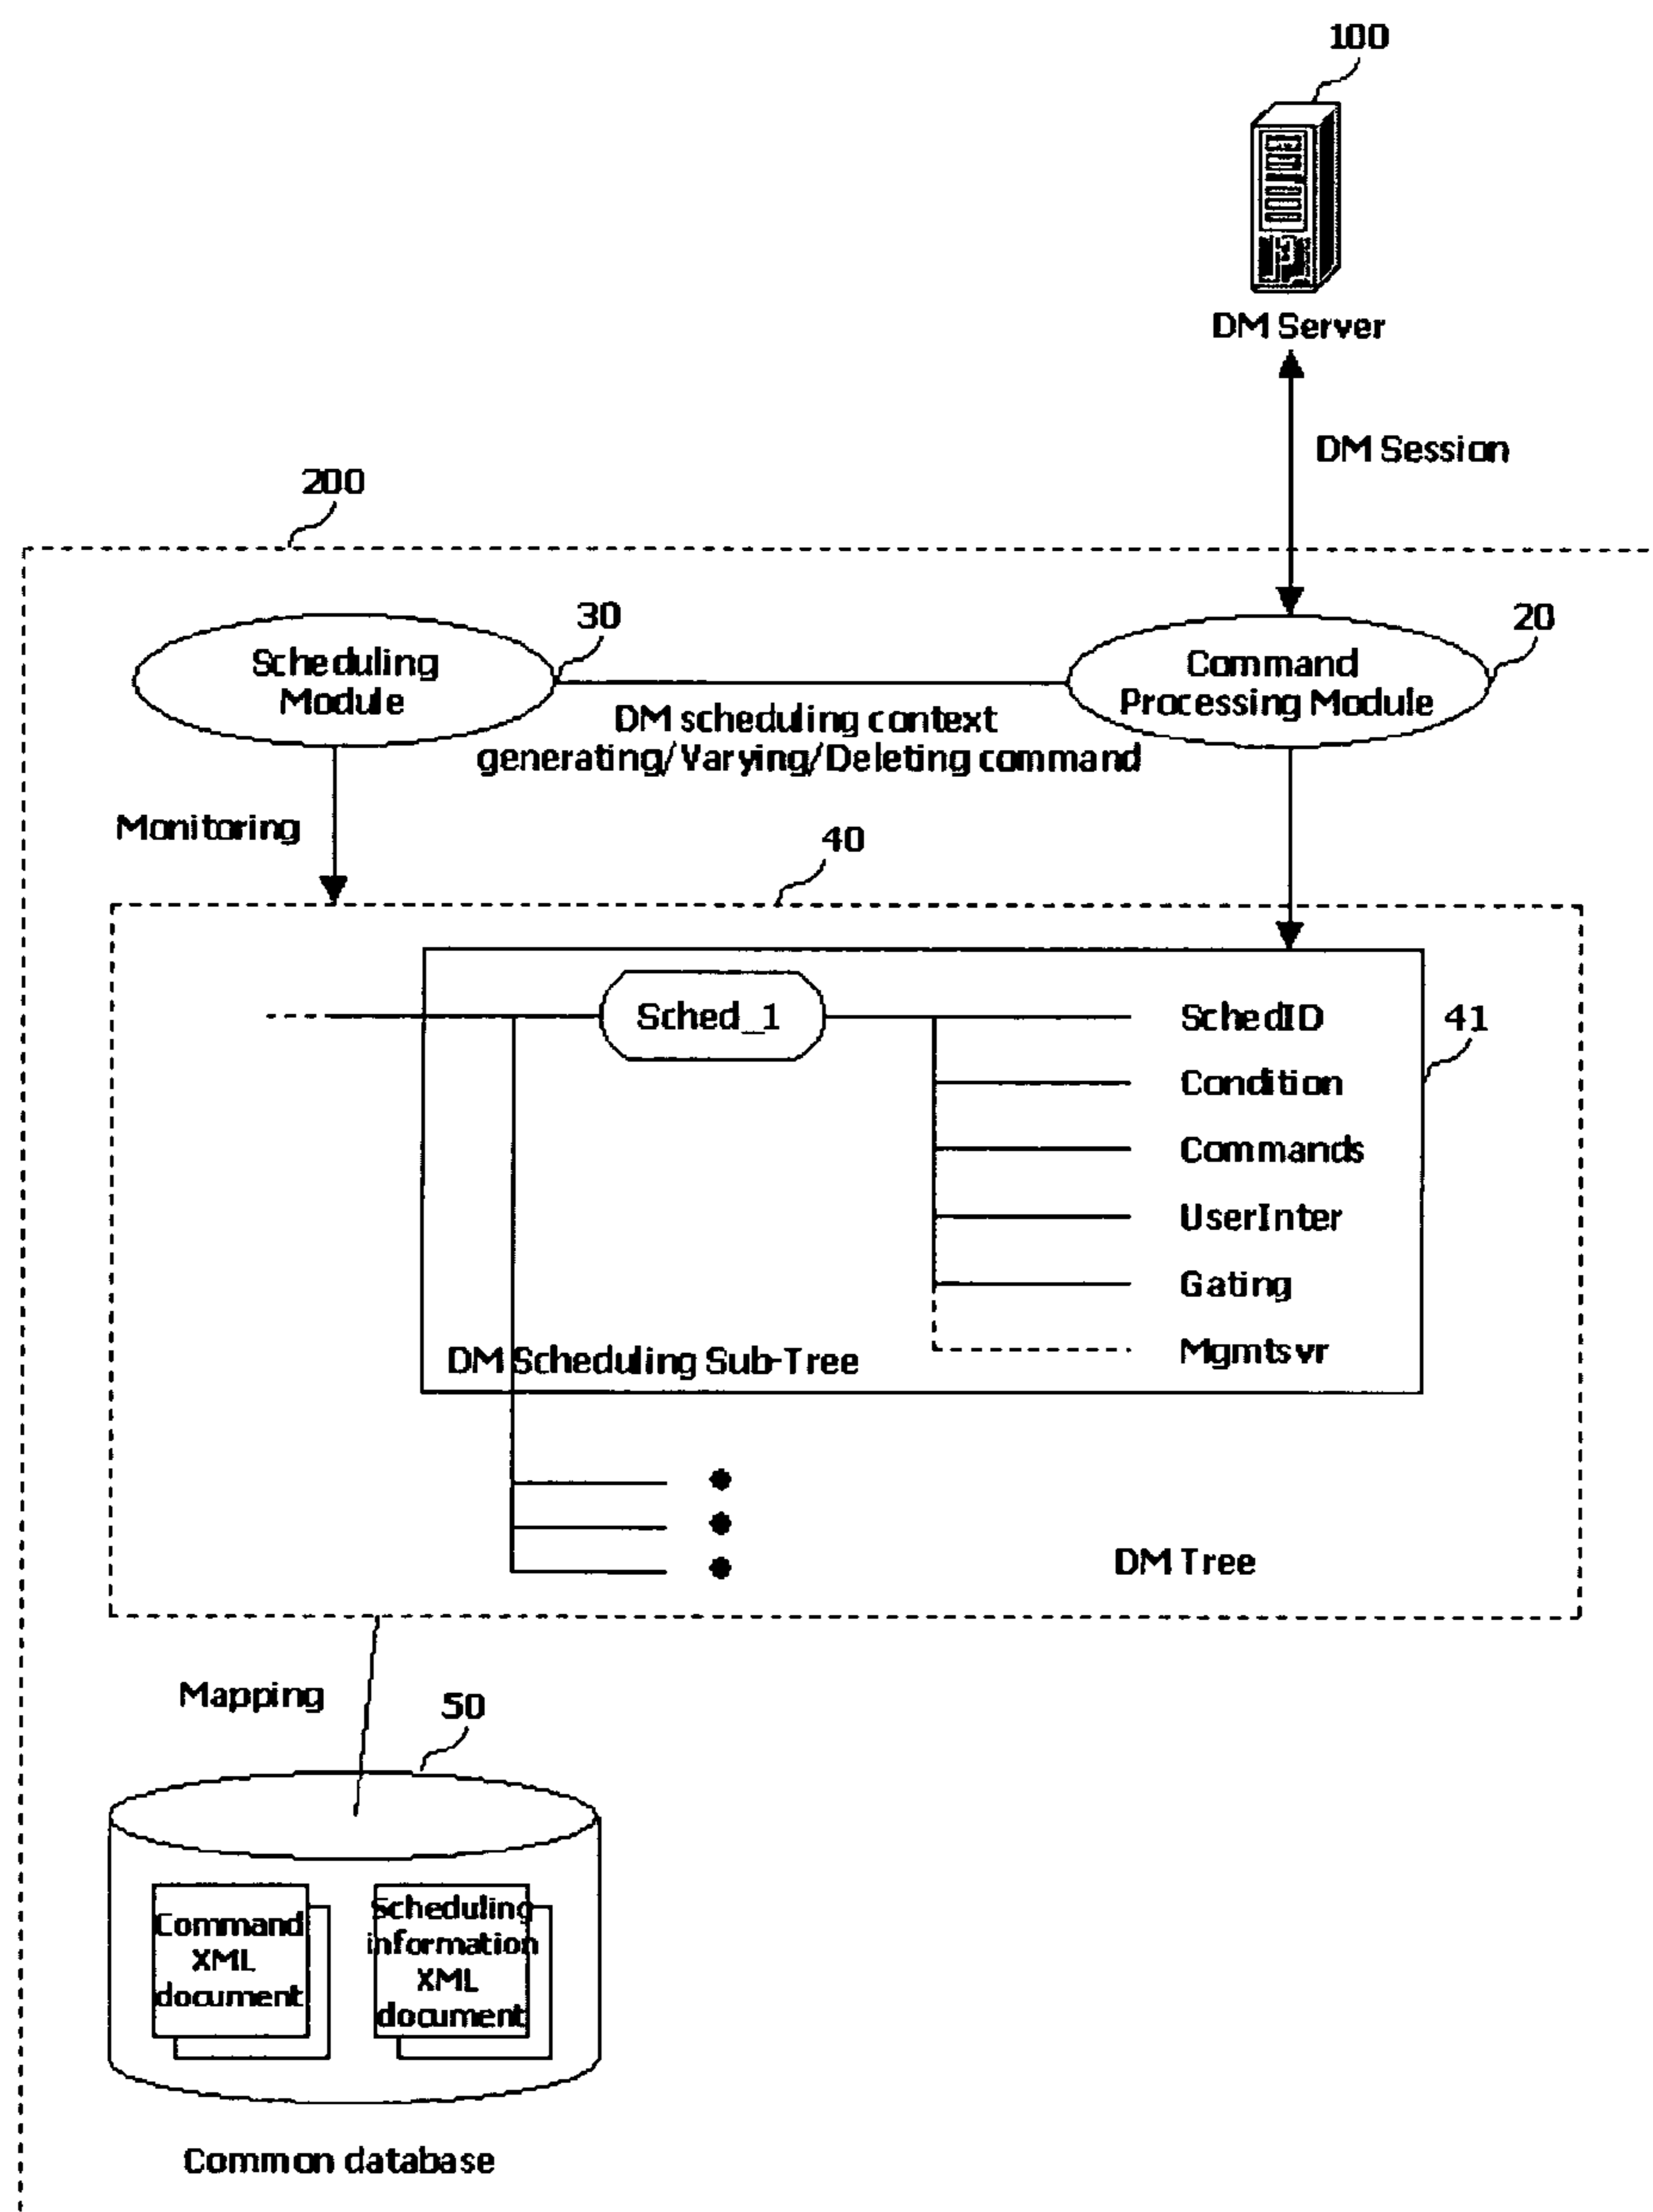 100
DM Server
DM Session
200
30
20
Scheduling
Module
Command
Processing Module
DM scheduling context
generating/Varying/Deleting command
Monitoring
40
Sched_1
SchedID
41
Condition
Commands
UserInter
Gating
Mgmtsvr
DM Scheduling Sub-Tree
DM Tree
Mapping
50
Command
XML
document
Scheduling
information
XML
document
Common database